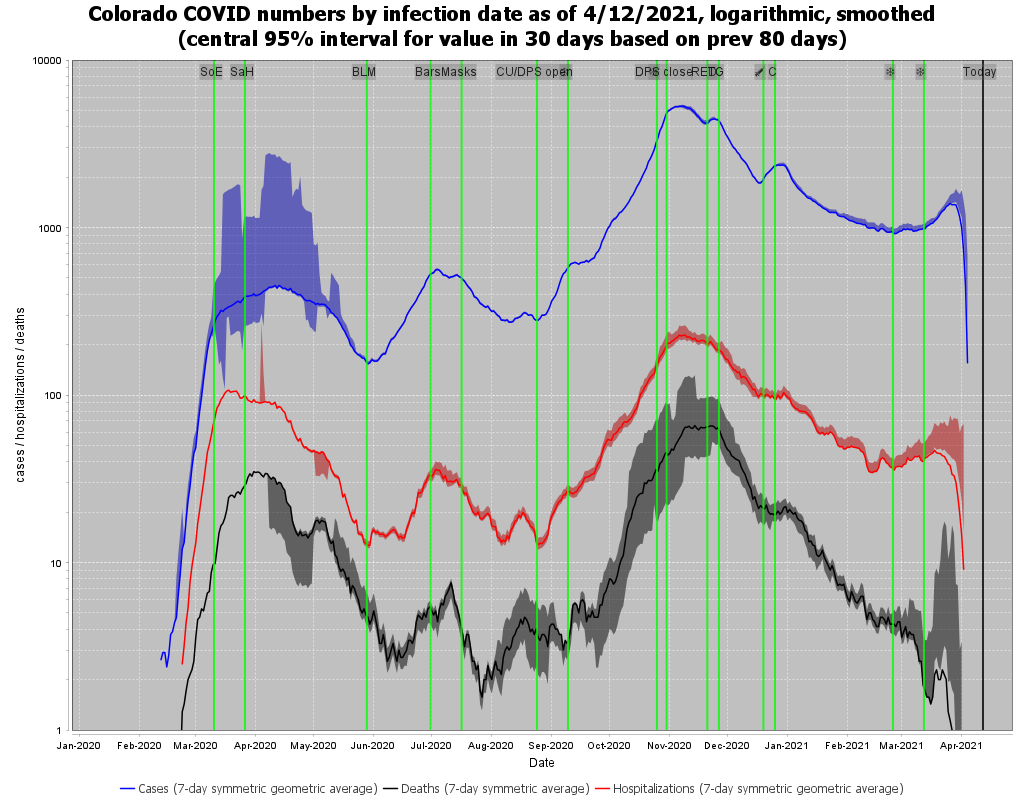 Colorado COVID numbers by infection date as of 4/12/2021, logarithmic, smoothed
(central 95% interval for value in 30 days based on prev 80 days)
10000
1000
100
10
1
cases / hospitalizations / deaths
SoE SaH BLM Bars Masks CU/DPS open DPS close RED TG C Today
Jan-2020 Feb-2020 Mar-2020 Apr-2020 May-2020 Jun-2020 Jul-2020 Aug-2020 Sep-2020 Oct-2020 Nov-2020 Dec-2020 Jan-2021 Feb-2021 Mar-2021 Apr-2021
Date
Cases (7-day symmetric geometric average) Deaths (7-day symmetric geometric average) Hospitalizations (7-day symmetric geometric average)